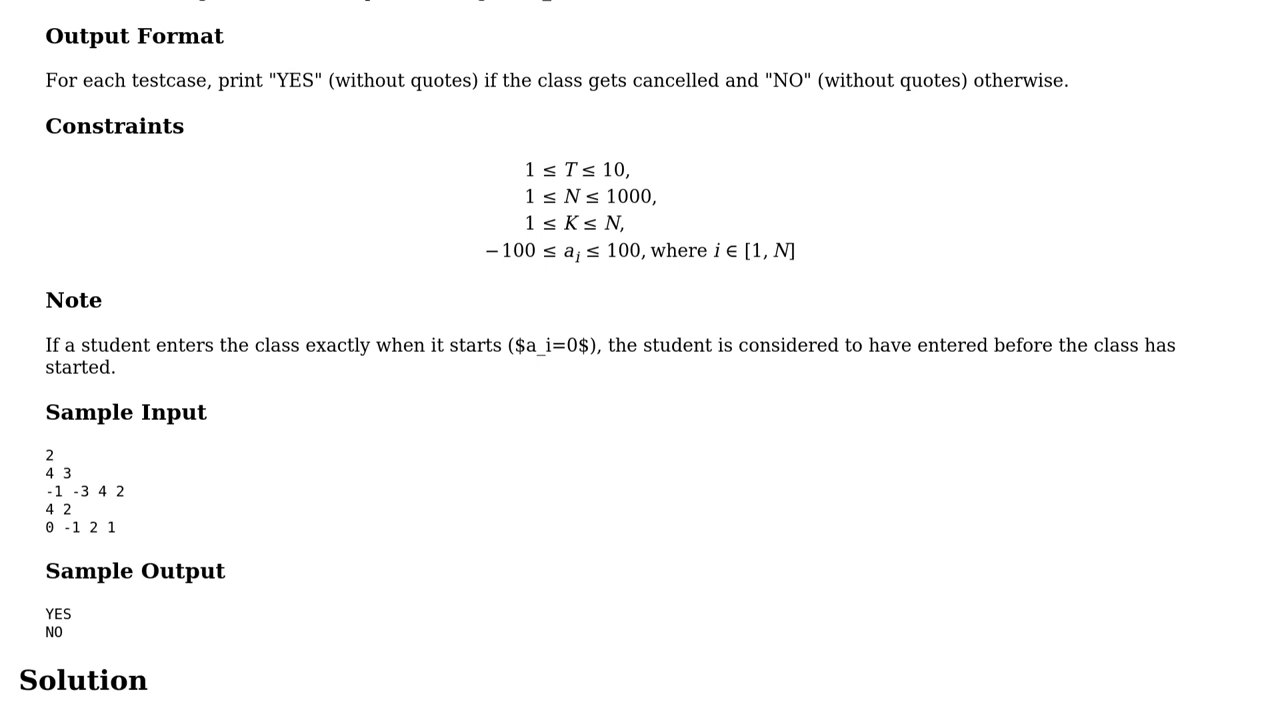 Output Format
For each testcase, print "YES" (without quotes) if the class gets cancelled and "NO" (without quotes) otherwise.
Constraints
1 ≤ T ≤ 10,
1 ≤ N ≤ 1000,
1 ≤ K ≤ N,
−100 ≤ a_i ≤ 100, where i ∈ [1, N]
Note
If a student enters the class exactly when it starts ($a_i=0$), the student is considered to have entered before the class has
started.
Sample Input
2
4 3
-1 -3 4 2
4 2
0 -1 2 1
Sample Output
YES
NO
Solution